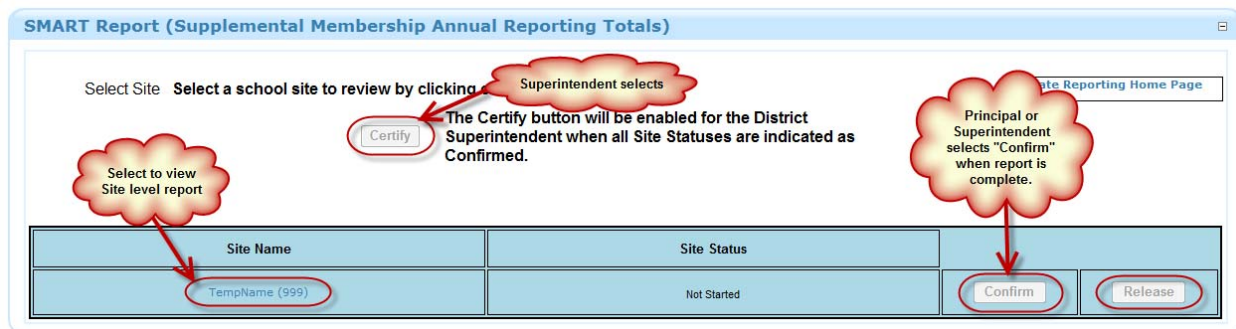 SMART Report (Supplemental Membership Annual Reporting Totals)
Select Site Select a school site to review by clicking
Superintendent selects
Reporting Home Page
Certify
The Certify button will be enabled for the District
Superintendent when all Site Statuses are indicated as
Confirmed.
Principal or
Superintendent
selects "Confirm"
when report is
complete.
Select to view
Site level report
Site Name Site Status
TempName (999) Not Started Confirm Release